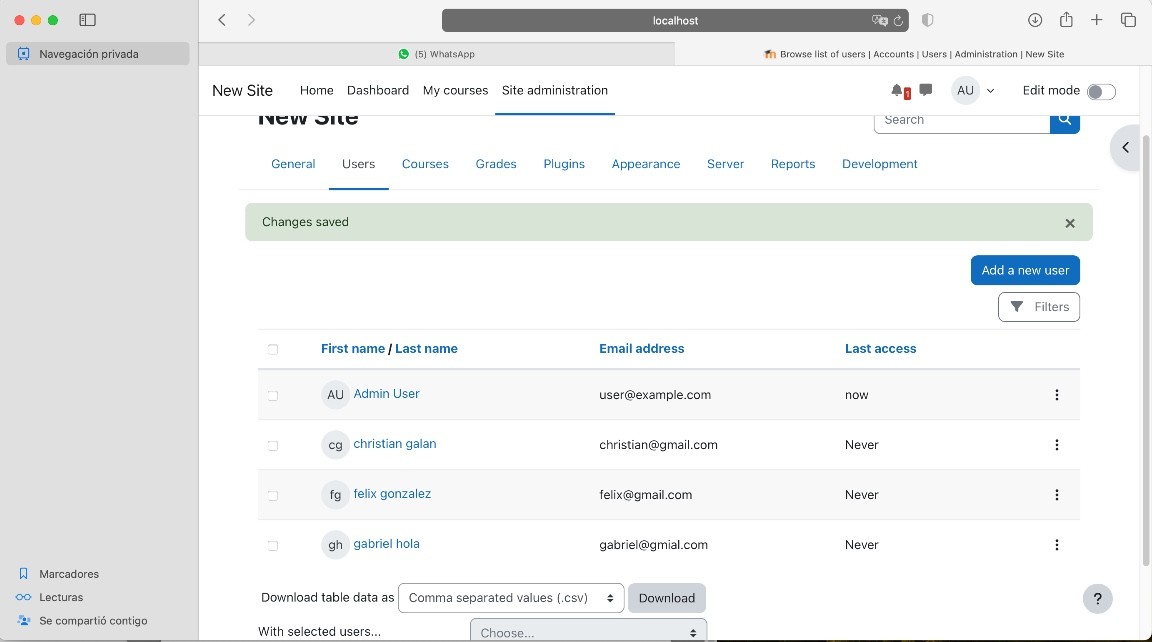 Navegación privada
localhost
(5) WhatsApp
Browse list of users | Accounts | Users | Administration | New Site
New Site
Home
Dashboard
My courses
Site administration
1
AU
Edit mode
New Site
Search
General
Users
Courses
Grades
Plugins
Appearance
Server
Reports
Development
Changes saved
Add a new user
Filters
First name / Last name
Email address
Last access
AU Admin User
user@example.com
now
cg christian galan
christian@gmail.com
Never
fg felix gonzalez
felix@gmail.com
Never
gh gabriel hola
gabriel@gmial.com
Never
Download table data as
Comma separated values (.csv)
Download
With selected users...
Choose...
?
Marcadores
Lecturas
Se compartió contigo